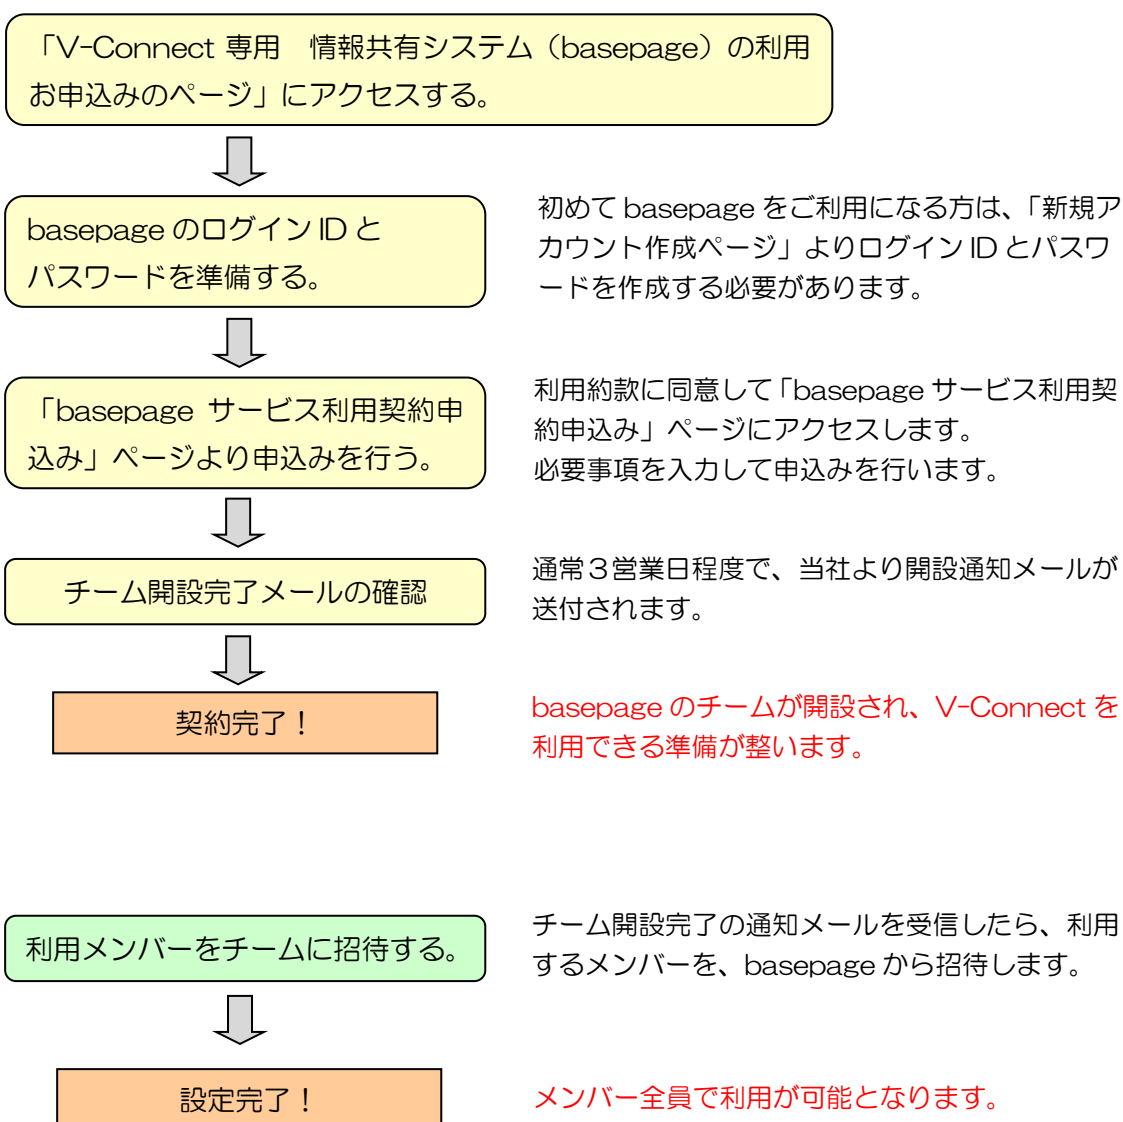 「V-Connect 専用　情報共有システム（basepage）の利用
お申込みのページ」にアクセスする。
basepage のログイン ID と
パスワードを準備する。
初めて basepage をご利用になる方は、「新規ア
カウント作成ページ」よりログイン ID とパスワ
ードを作成する必要があります。
「basepage サービス利用契約申
込み」ページより申込みを行う。
利用約款に同意して「basepage サービス利用契
約申込み」ページにアクセスします。
必要事項を入力して申込みを行います。
チーム開設完了メールの確認
通常３営業日程度で、当社より開設通知メールが
送付されます。
契約完了！
basepage のチームが開設され、V-Connect を
利用できる準備が整います。
利用メンバーをチームに招待する。
チーム開設完了の通知メールを受信したら、利用
するメンバーを、basepage から招待します。
設定完了！
メンバー全員で利用が可能となります。